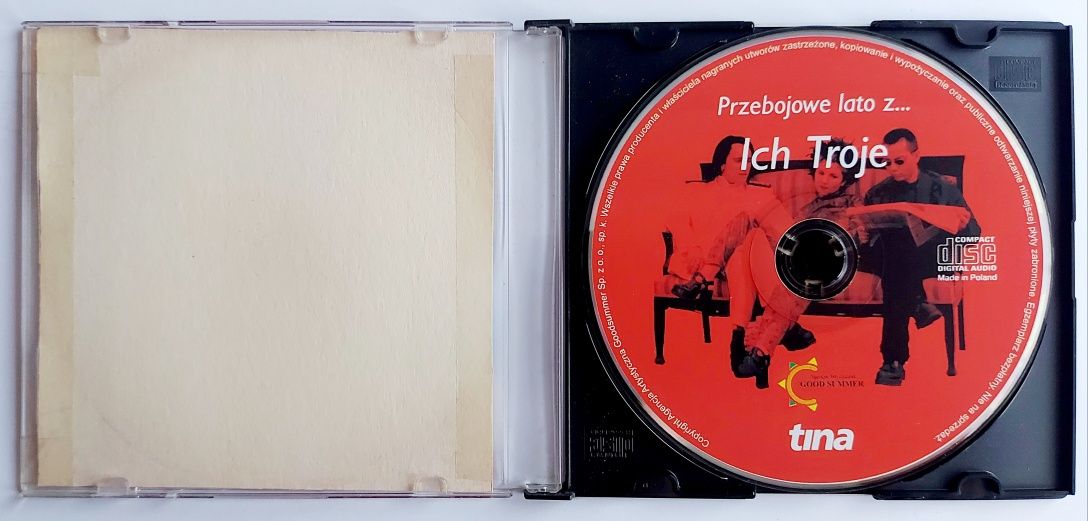 Przebojowe lato z...
Ich Troje
COMPACT
disc
DIGITAL AUDIO
Made in Poland
GOOD SUMMER
tina
Copyright Agencja Artystyczna Goodsummer Sp. z o. o., sp. k. Wszelkie prawa producenta i właściciela nagranych utworów zastrzeżone, kopiowanie i wypożyczanie oraz publiczne odtwarzanie niniejszej płyty zabronione. Egzemplarz bezpłatny. Nie na sprzedaż.